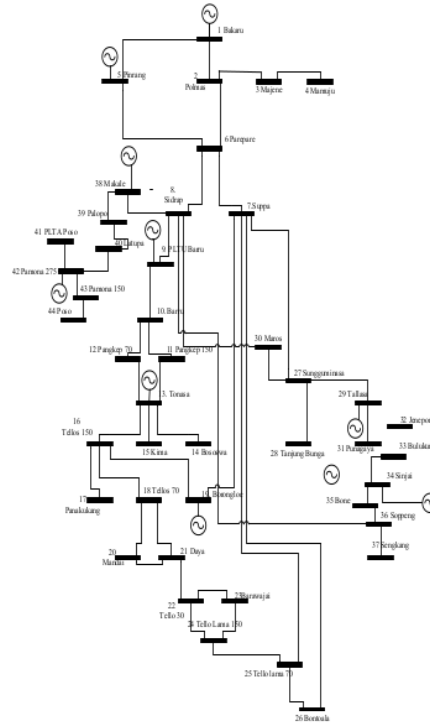 1 Bakaru
5 Pinrang
2
Polmas
3 Majene
4 Mamuju
6 Parepare
38 Makale
8.
Sidrap
7.Suppa
39 Palopo
41 PLTA Poso
40 Latupa
9 PLTU Barru
42 Pamona 275
43 Pamona 150
44 Poso
10. Barru
30 Maros
12 Pangkep 70
11 Pangkep 150
27 Sungguminasa
29 Tallasa
3. Tonasa
32 Jenepon
16
Tellos 150
15 Kima
14 Bosowa
28 Tanjung Bunga
31 Punagaya
33 Buluku
34 Sinjai
17
Panakukang
18 Tellos 70
19. Borongloe
35 Bone
36 Soppeng
37 Sengkang
20
Mandai
21 Daya
22
Tello 30
23Barawajai
24 Tello Lama 150
25 Tello lama 70
26 Bontoala